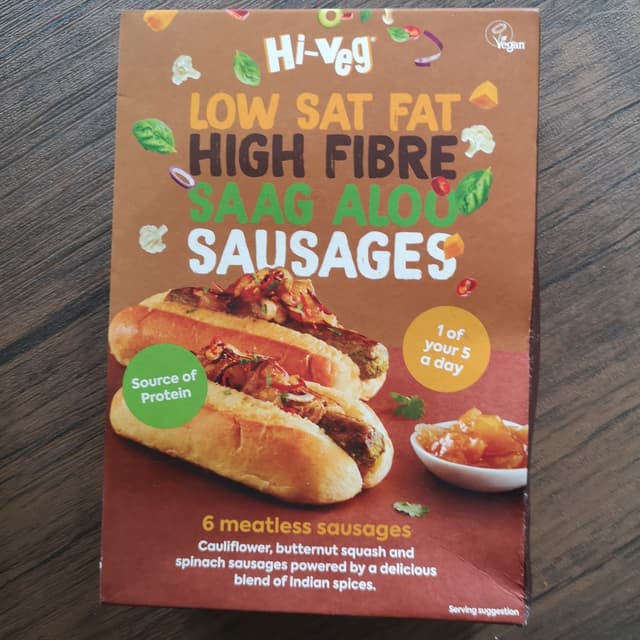 Hi-Veg
Vegan
LOW SAT FAT
HIGH FIBRE
SAAG ALOO
SAUSAGES
1 of
your 5
a day
Source of
Protein
6 meatless sausages
Cauliflower, butternut squash and
spinach sausages powered by a delicious
blend of Indian spices.
Serving suggestion